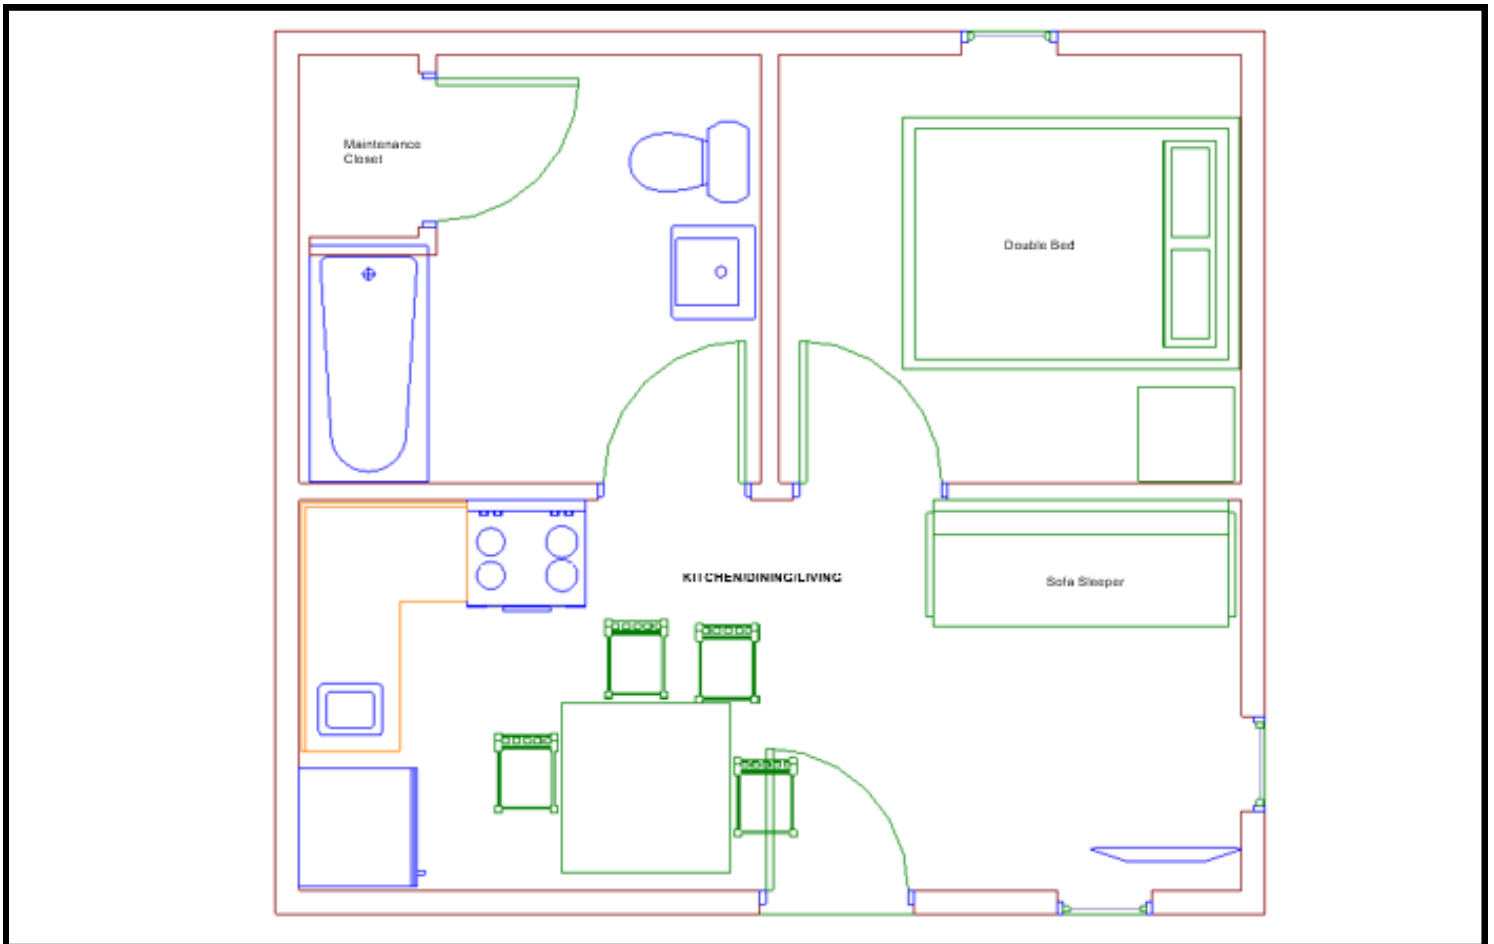 Maintenance
Closet
Double Bed
KITCHEN/DINING/LIVING
Sofa Sleeper